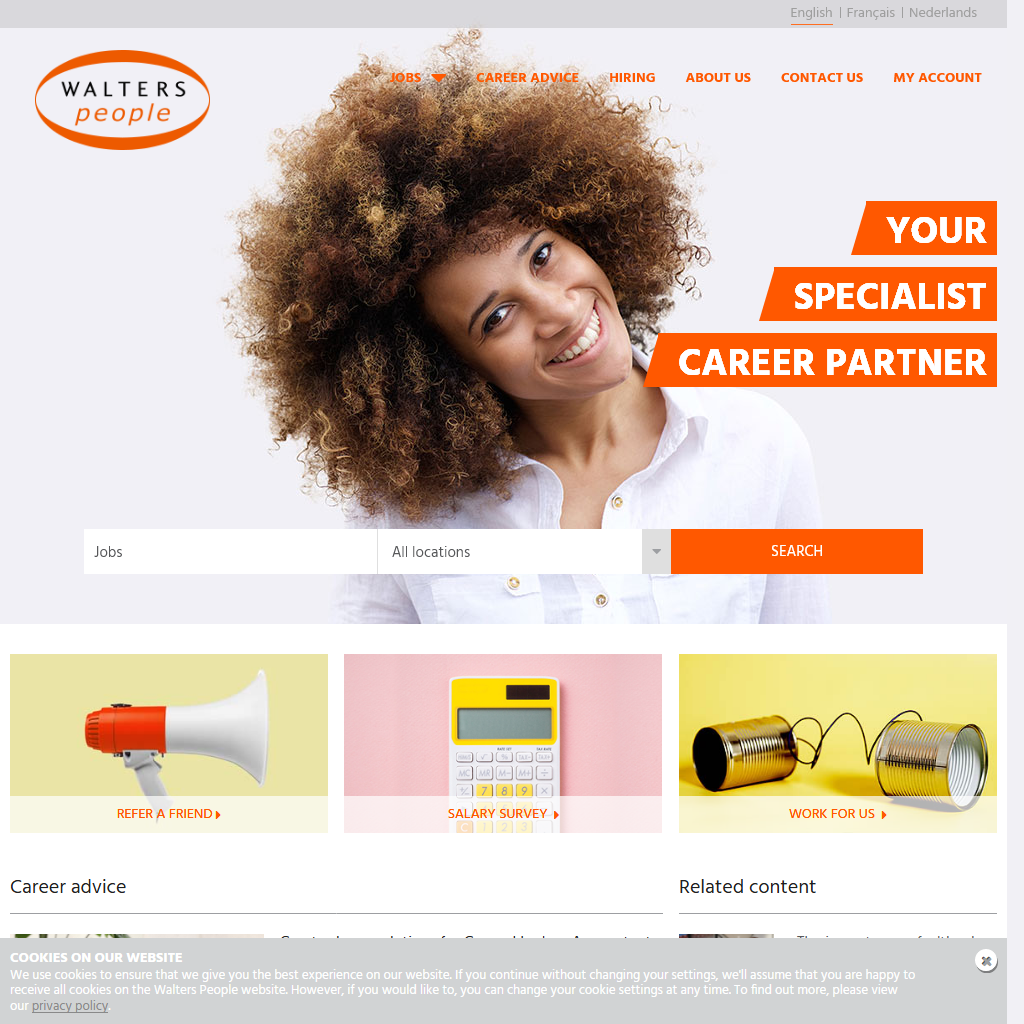 English | Français | Nederlands
WALTERS
people
JOBS CAREER ADVICE HIRING ABOUT US CONTACT US MY ACCOUNT
YOUR
SPECIALIST
CAREER PARTNER
Jobs All locations SEARCH
REFER A FRIEND SALARY SURVEY WORK FOR US
Career advice Related content
COOKIES ON OUR WEBSITE
We use cookies to ensure that we give you the best experience on our website. If you continue without changing your settings, we'll assume that you are happy to
receive all cookies on the Walters People website. However, if you would like to, you can change your cookie settings at any time. To find out more, please view
our privacy policy.